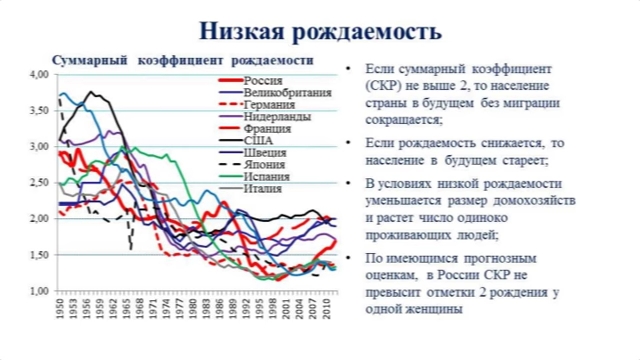 Низкая рождаемость
Суммарный коэффициент рождаемости
4,00
3,50
3,00
2,50
2,00
1,50
1,00
Россия
Великобритания
Германия
Нидерланды
Франция
США
Швеция
Япония
Испания
Италия
1950
1953
1956
1959
1962
1965
1968
1971
1974
1977
1980
1983
1986
1989
1992
1995
1998
2001
2004
2007
2010
• Если суммарный коэффициент
(СКР) не выше 2, то население
страны в будущем без миграции
сокращается;
• Если рождаемость снижается, то
население в будущем стареет;
• В условиях низкой рождаемости
уменьшается размер домохозяйств
и растет число одиноко
проживающих людей;
• По имеющимся прогнозным
оценкам, в России СКР не
превысит отметки 2 рождения у
одной женщины